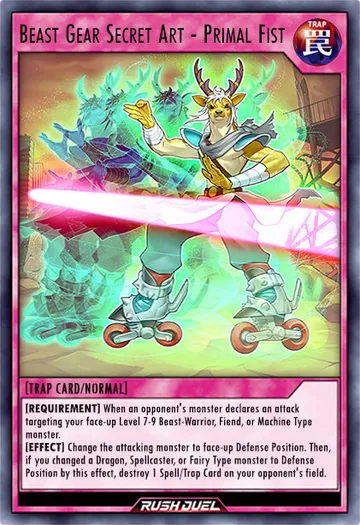 Beast Gear Secret Art - Primal Fist
TRAP
罠
[TRAP CARD/NORMAL]
[REQUIREMENT] When an opponent's monster declares an attack
targeting your face-up Level 7-9 Beast-Warrior, Fiend, or Machine Type
monster.
[EFFECT] Change the attacking monster to face-up Defense Position. Then,
if you changed a Dragon, Spellcaster, or Fairy Type monster to Defense
Position by this effect, destroy 1 Spell/Trap Card on your opponent's field.
RUSH DUEL